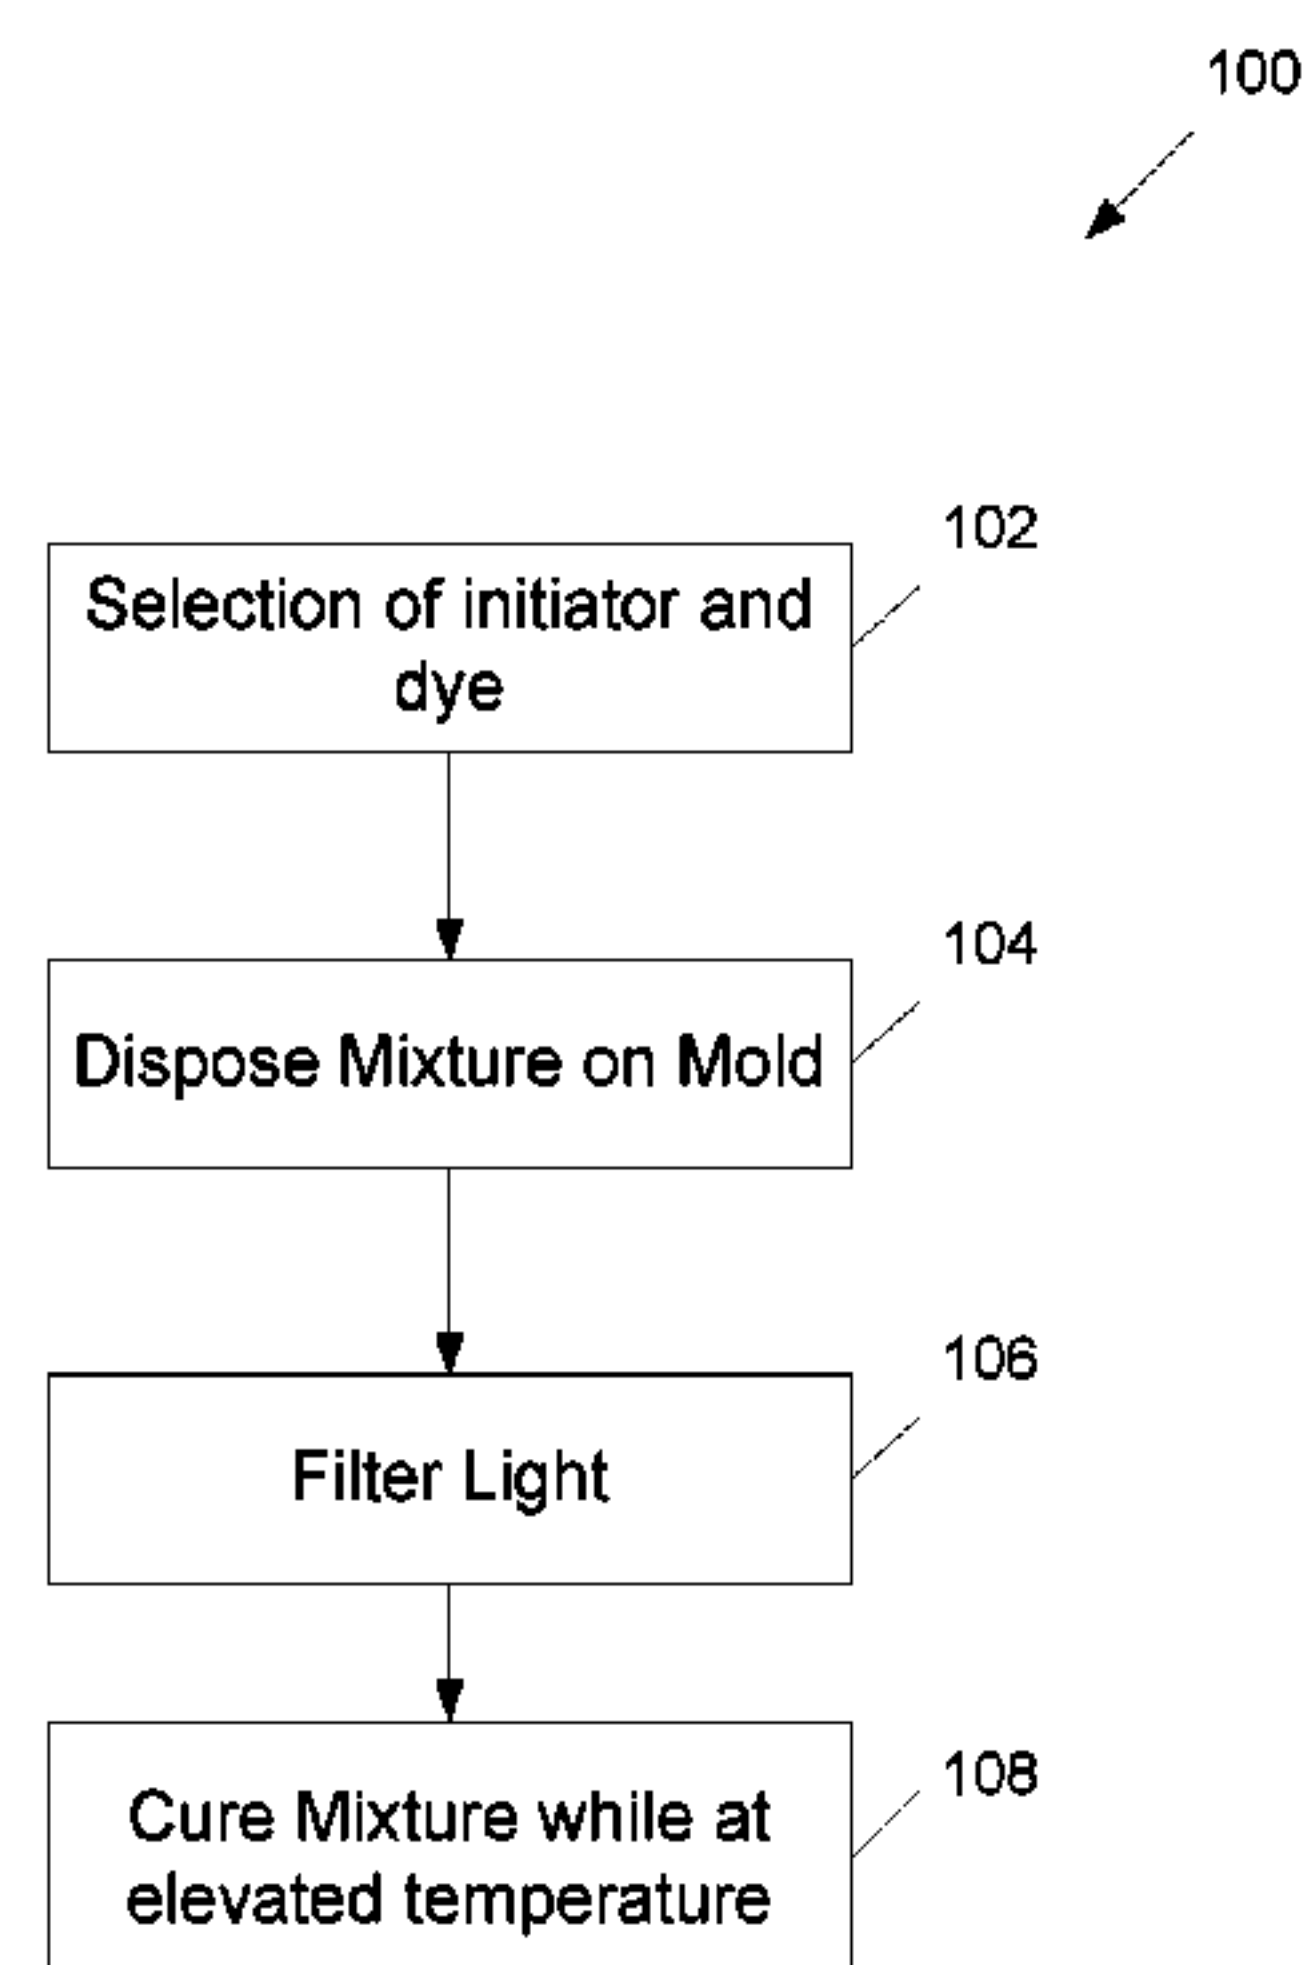 100
102
Selection of initiator and
dye
104
Dispose Mixture on Mold
106
Filter Light
108
Cure Mixture while at
elevated temperature